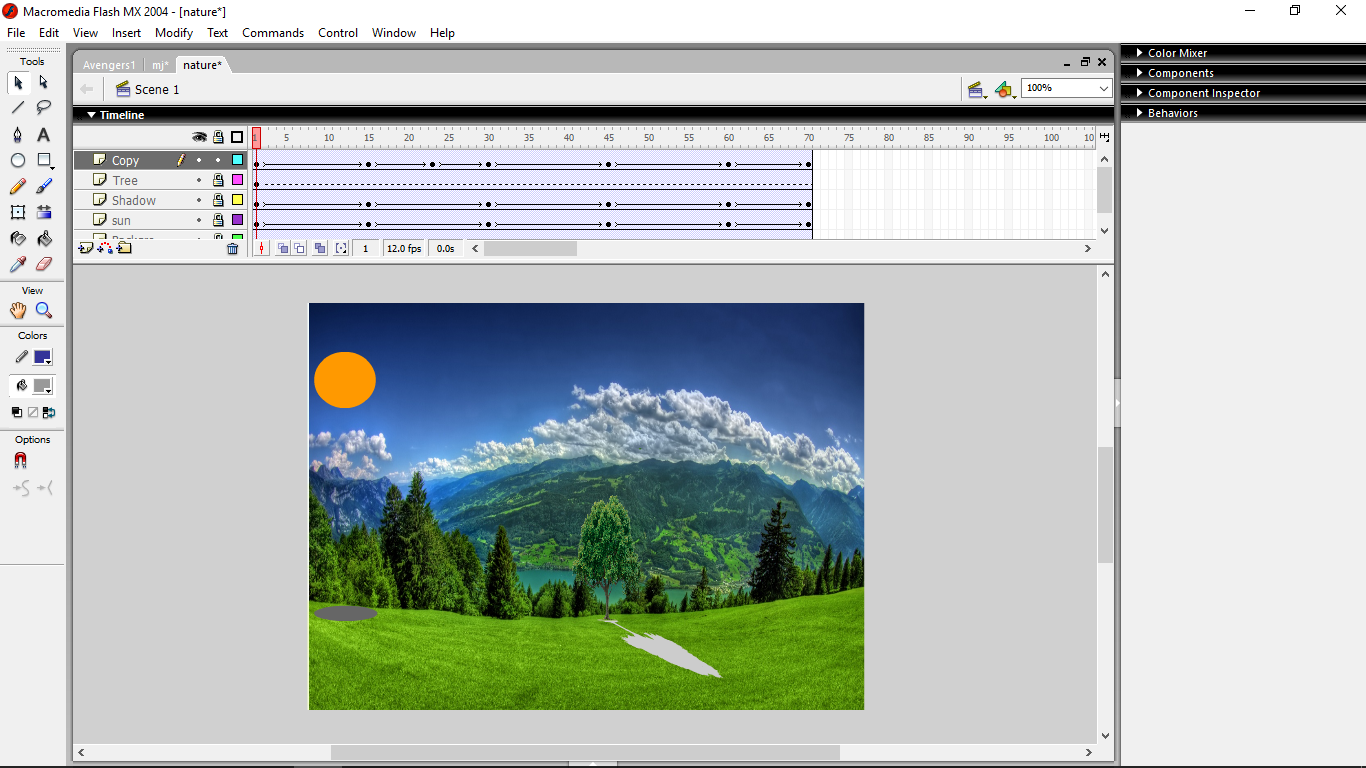 Macromedia Flash MX 2004 - [nature*]
File Edit View Insert Modify Text Commands Control Window Help
Tools
Avengers1 mj* nature*
Scene 1
100%
Timeline
1 5 10 15 20 25 30 35 40 45 50 55 60 65 70 75 80 85 90 95 100 10
Copy
Tree
Shadow
sun
1 12.0 fps 0.0s
View
Colors
Options
Color Mixer
Components
Component Inspector
Behaviors